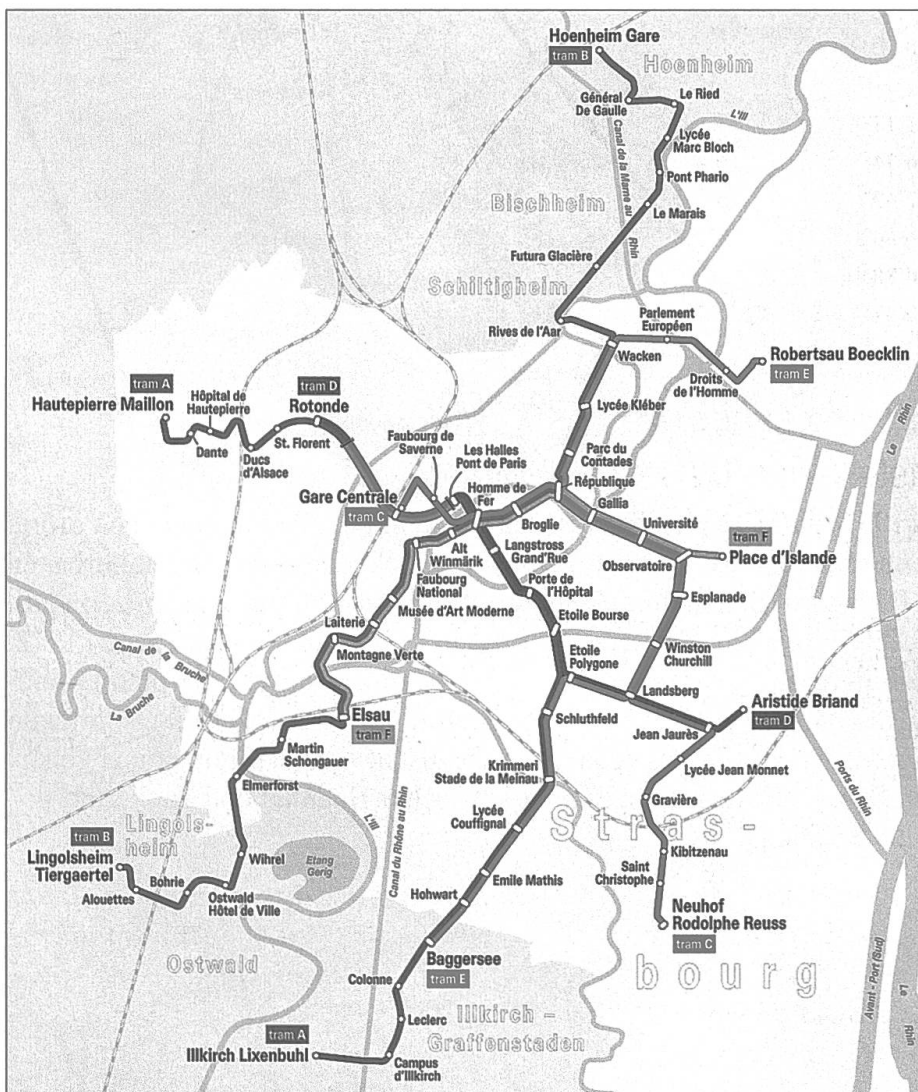 Hoenheim Gare
tram B
Hoenheim
Général
De Gaulle
Le Ried
L'Ill
Lycée
Marc Bloch
Canal de la Marne au Rhin
Pont Phario
Bischheim
Le Marais
Futura Glacière
Schiltigheim
Parlement
Européen
Rives de l'Aar
Wacken
Robertsau Boecklin
tram E
Droits
de l'Homme
Le Rhin
tram A
Hautepierre Maillon
Hôpital de
Hautepierre
tram D
Rotonde
Dante
Ducs
d'Alsace
St. Florent
Faubourg de
Saverne
Les Halles
Pont de Paris
Lycée Kléber
Parc du
Contades
République
Gare Centrale
tram C
Homme de
Fer
Gallia
Broglie
Université
tram F
Place d'Islande
Alt
Winmärik
Langstross
Grand'Rue
Observatoire
Faubourg
National
Porte de
l'Hôpital
Esplanade
Musée d'Art Moderne
Etoile Bourse
Laiterie
Canal de la Bruche
Montagne Verte
Etoile
Polygone
Winston
Churchill
La Bruche
Landsberg
Elsau
tram F
Schluthfeld
Jean Jaurès
Aristide Briand
tram D
Martin
Schongauer
Elmerforst
Krimmeri
Stade de la Meinau
Lycée Jean Monnet
Ports du Rhin
Gravière
Lingols-
heim
L'Ill
Canal du Rhône au Rhin
Lycée
Couffignal
Stras-
tram B
Lingolsheim
Tiergaertel
Wihrel
Etang
Gerig
Kibitzenau
Bohrie
Alouettes
Ostwald
Hôtel de Ville
Emile Mathis
Saint
Christophe
Hohwart
Neuhof
Rodolphe Reuss
tram C
Ostwald
Baggersee
tram E
bourg
Avant-Port (Sud)
Colonne
Leclerc
Illkirch -
Graffenstaden
Le Rhin
tram A
Illkirch Lixenbuhl
Campus
d'Illkirch